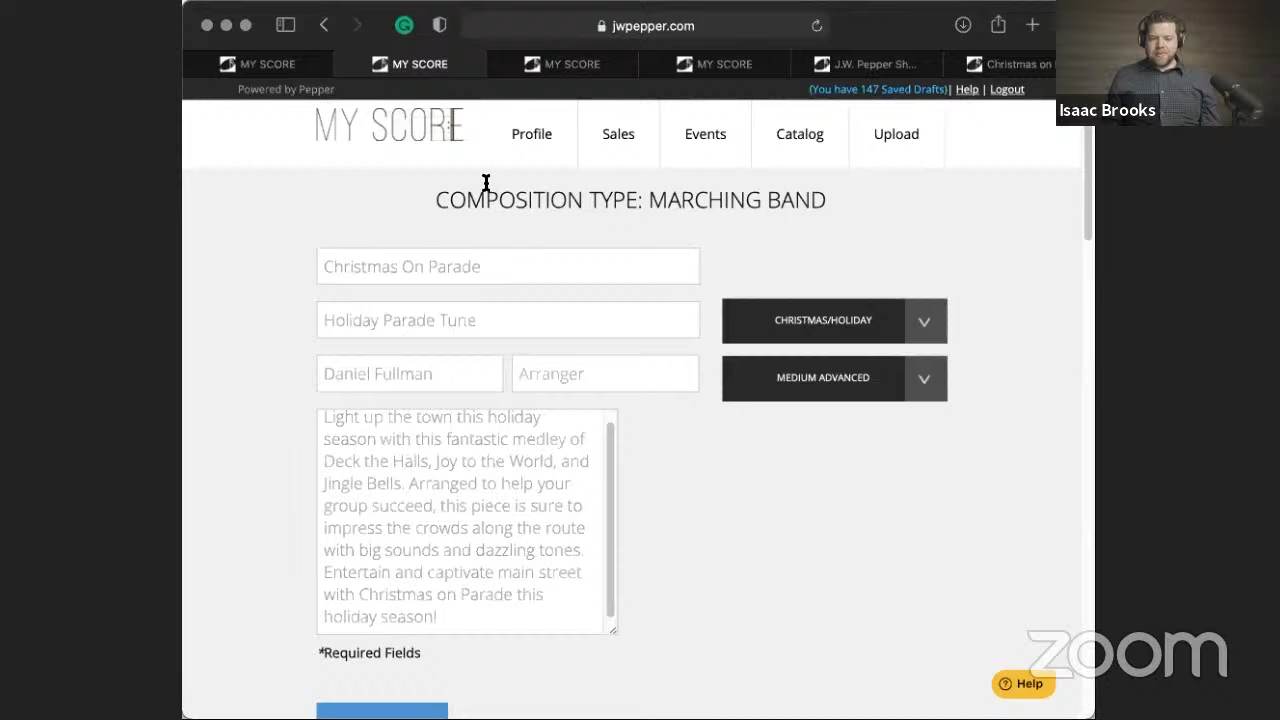 jwpepper.com
MY SCORE
MY SCORE
MY SCORE
MY SCORE
J.W. Pepper Sh...
Christmas on
Powered by Pepper
(You have 147 Saved Drafts)| Help | Logout
MY SCORE
Profile
Sales
Events
Catalog
Upload
Isaac Brooks
COMPOSITION TYPE: MARCHING BAND
Christmas On Parade
Holiday Parade Tune
CHRISTMAS/HOLIDAY
Daniel Fullman
Arranger
MEDIUM ADVANCED
Light up the town this holiday
season with this fantastic medley of
Deck the Halls, Joy to the World, and
Jingle Bells. Arranged to help your
group succeed, this piece is sure to
impress the crowds along the route
with big sounds and dazzling tones.
Entertain and captivate main street
with Christmas on Parade this
holiday season!
*Required Fields
zoom
Help